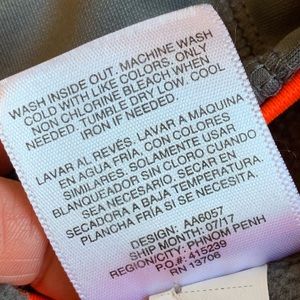 WASH INSIDE OUT. MACHINE WASH
COLD WITH LIKE COLORS. ONLY
NON CHLORINE BLEACH WHEN
NEEDED. TUMBLE DRY LOW. COOL
IRON IF NEEDED.
LAVAR AL REVÉS. LAVAR A MÁQUINA
EN AGUA FRÍA, CON COLORES
SIMILARES. SOLAMENTE USAR
BLANQUEADOR SIN CLORO CUANDO
SEA NECESARIO. SECAR EN
SECADORA A BAJA TEMPERATURA.
PLANCHA FRÍA SI SE NECESITA.
DESIGN: AA6057
SHIP MONTH: 07/17
REGION/CITY: PHNOM PENH
P.O.#: 415239
RN 13706